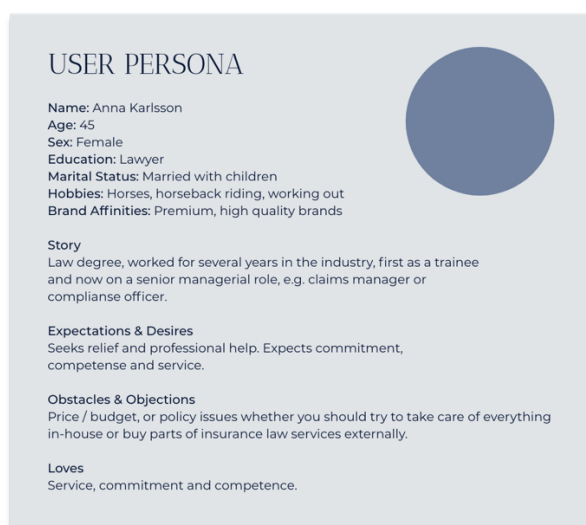 USER PERSONA
Name: Anna Karlsson
Age: 45
Sex: Female
Education: Lawyer
Marital Status: Married with children
Hobbies: Horses, horseback riding, working out
Brand Affinities: Premium, high quality brands
Story
Law degree, worked for several years in the industry, first as a trainee
and now on a senior managerial role, e.g. claims manager or
complianse officer.
Expectations & Desires
Seeks relief and professional help. Expects commitment,
competense and service.
Obstacles & Objections
Price / budget, or policy issues whether you should try to take care of everything
in-house or buy parts of insurance law services externally.
Loves
Service, commitment and competence.